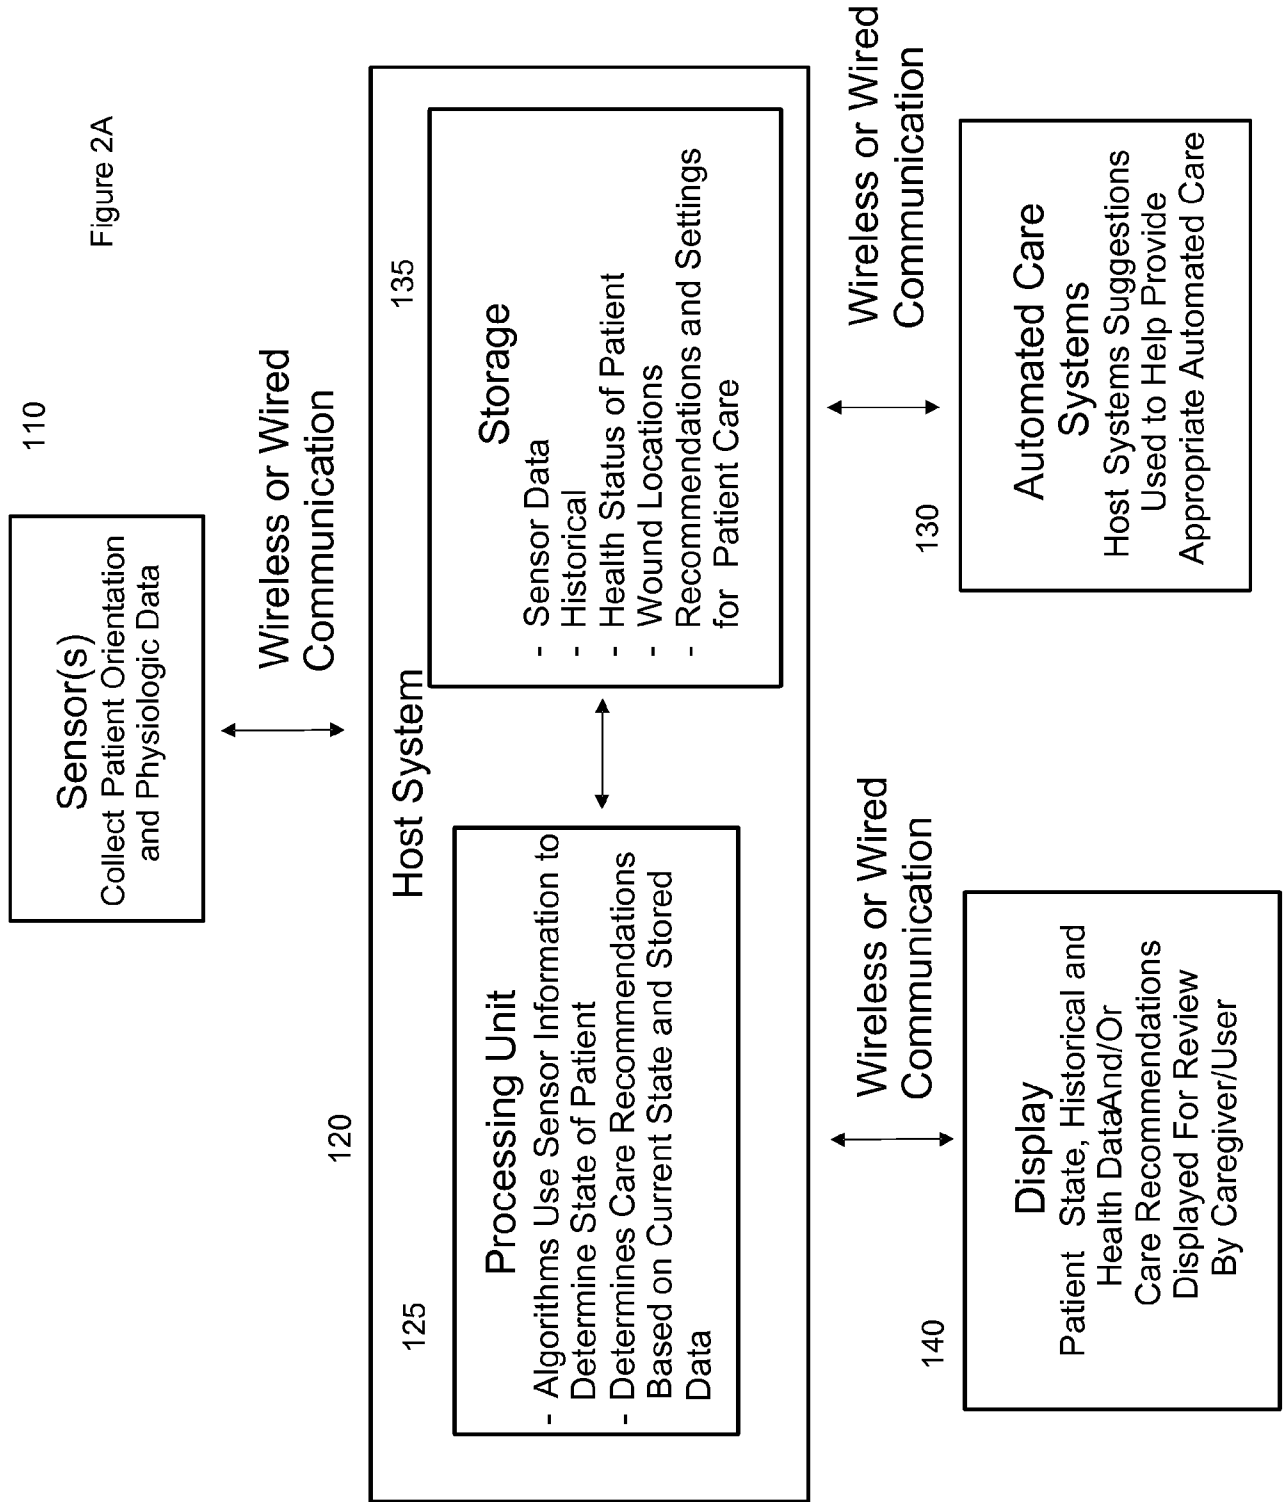 Figure 2A
110
Sensor(s)
Collect Patient Orientation
and Physiologic Data
Wireless or Wired
Communication
120
Host System
125
Processing Unit
- Algorithms Use Sensor Information to
Determine State of Patient
- Determines Care Recommendations
Based on Current State and Stored
Data
135
Storage
- Sensor Data
- Historical
- Health Status of Patient
- Wound Locations
- Recommendations and Settings
for Patient Care
Wireless or Wired
Communication
Wireless or Wired
Communication
140
Display
Patient State, Historical and
Health DataAnd/Or
Care Recommendations
Displayed For Review
By Caregiver/User
130
Automated Care
Systems
Host Systems Suggestions
Used to Help Provide
Appropriate Automated Care